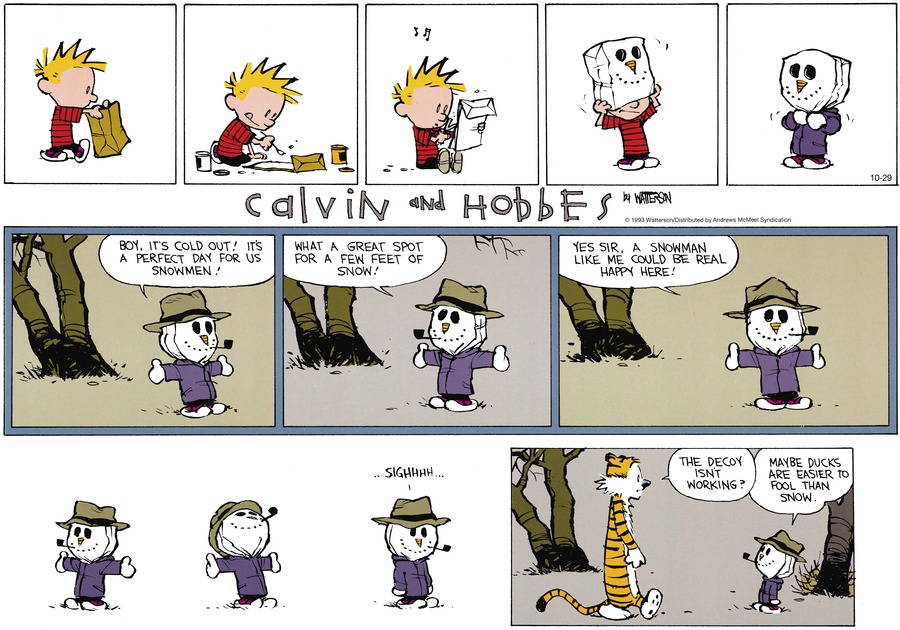 10-29
CALVIN AND HOBBES
by WATTERSON
© 1993 Watterson/Distributed by Andrews McMeel Syndication
BOY, IT'S COLD OUT! IT'S
A PERFECT DAY FOR US
SNOWMEN!
WHAT A GREAT SPOT
FOR A FEW FEET OF
SNOW!
YES SIR, A SNOWMAN
LIKE ME COULD BE REAL
HAPPY HERE!
..SIGHHHH...
THE DECOY
ISNT
WORKING?
MAYBE DUCKS
ARE EASIER TO
FOOL THAN
SNOW.